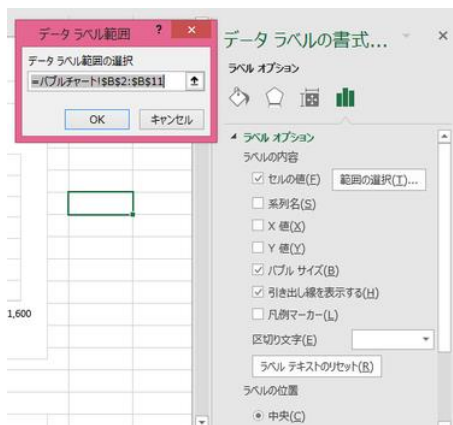 データ ラベル範囲 ? ×
データ ラベル範囲の選択
=バブルチャート!$B$2:$B$11
OK キャンセル
1,600
データ ラベルの書式... ×
ラベル オプション
ラベル オプション
ラベルの内容
セルの値(F) 範囲の選択(T)...
系列名(S)
X 値(X)
Y 値(Y)
バブル サイズ(B)
引き出し線を表示する(H)
凡例マーカー(L)
区切り文字(E)
ラベル テキストのリセット(R)
ラベルの位置
中央(C)